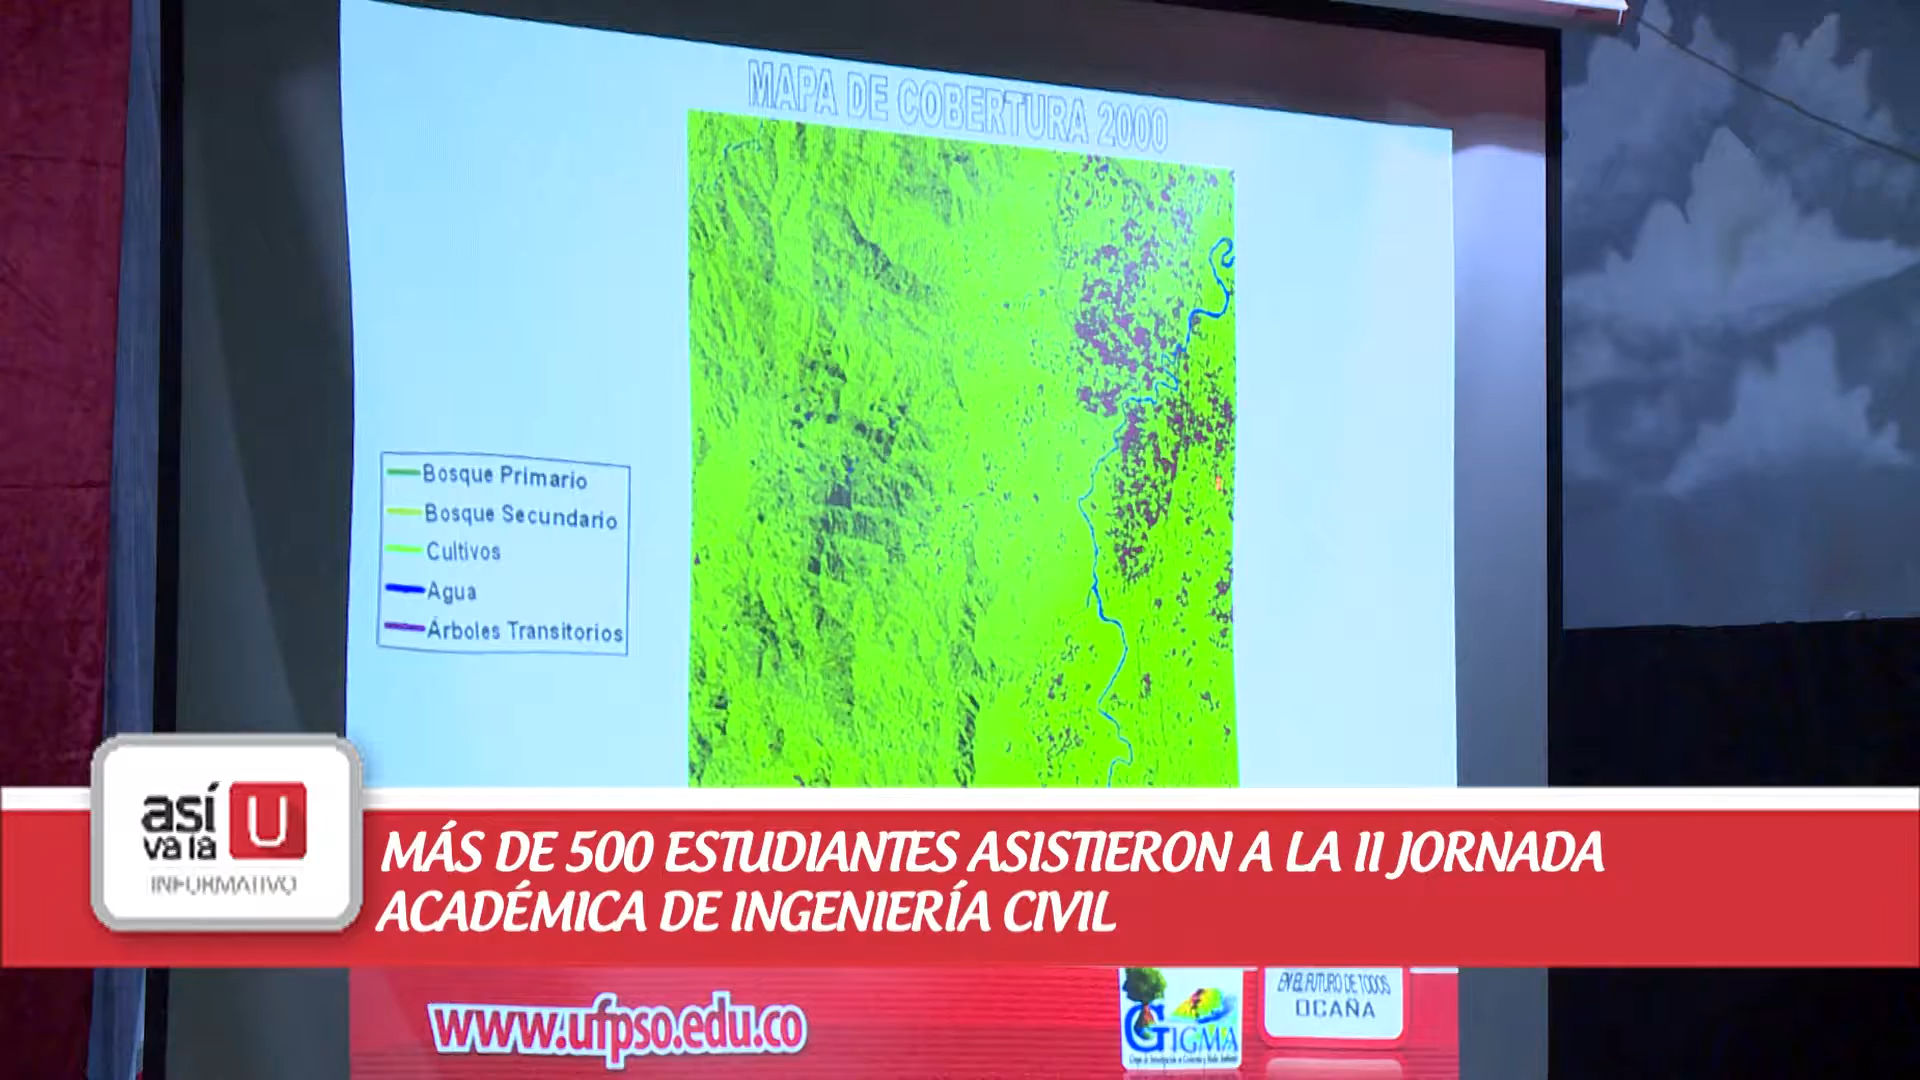 MAPA DE COBERTURA 2000
Bosque Primario
Bosque Secundario
Cultivos
Agua
Árboles Transitorios
así
va la
U
INFORMATIVO
MÁS DE 500 ESTUDIANTES ASISTIERON A LA II JORNADA
ACADÉMICA DE INGENIERÍA CIVIL
www.ufpso.edu.co
GIGMA
EN EL FUTURO DE TODOS
OCAÑA